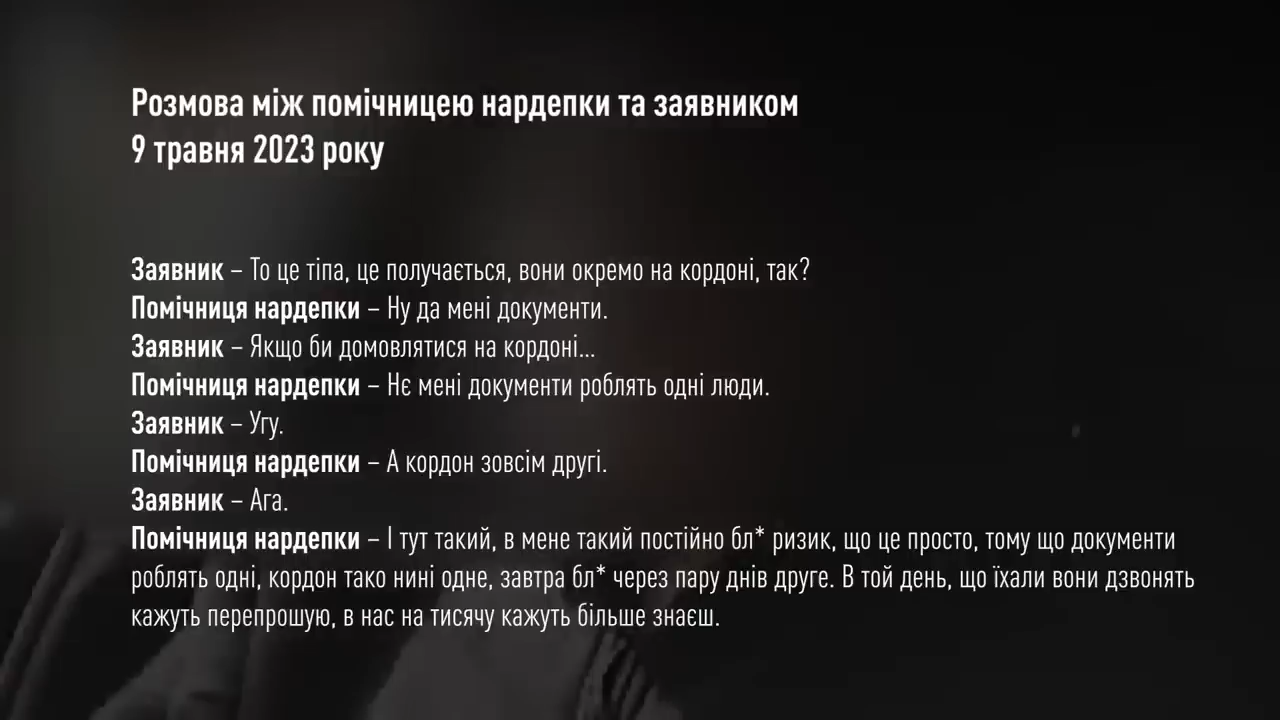 Розмова між помічницею нардепки та заявником
9 травня 2023 року
Заявник – То це тіпа, це получається, вони окремо на кордоні, так?
Помічниця нардепки – Ну да мені документи.
Заявник – Якщо би домовлятися на кордоні...
Помічниця нардепки – Нє мені документи роблять одні люди.
Заявник – Угу.
Помічниця нардепки – А кордон зовсім другі.
Заявник – Ага.
Помічниця нардепки – І тут такий, в мене такий постійно бл* ризик, що це просто, тому що документи
роблять одні, кордон тако нині одне, завтра бл* через пару днів друге. В той день, що їхали вони дзвонять
кажуть перепрошую, в нас на тисячу кажуть більше знаєш.